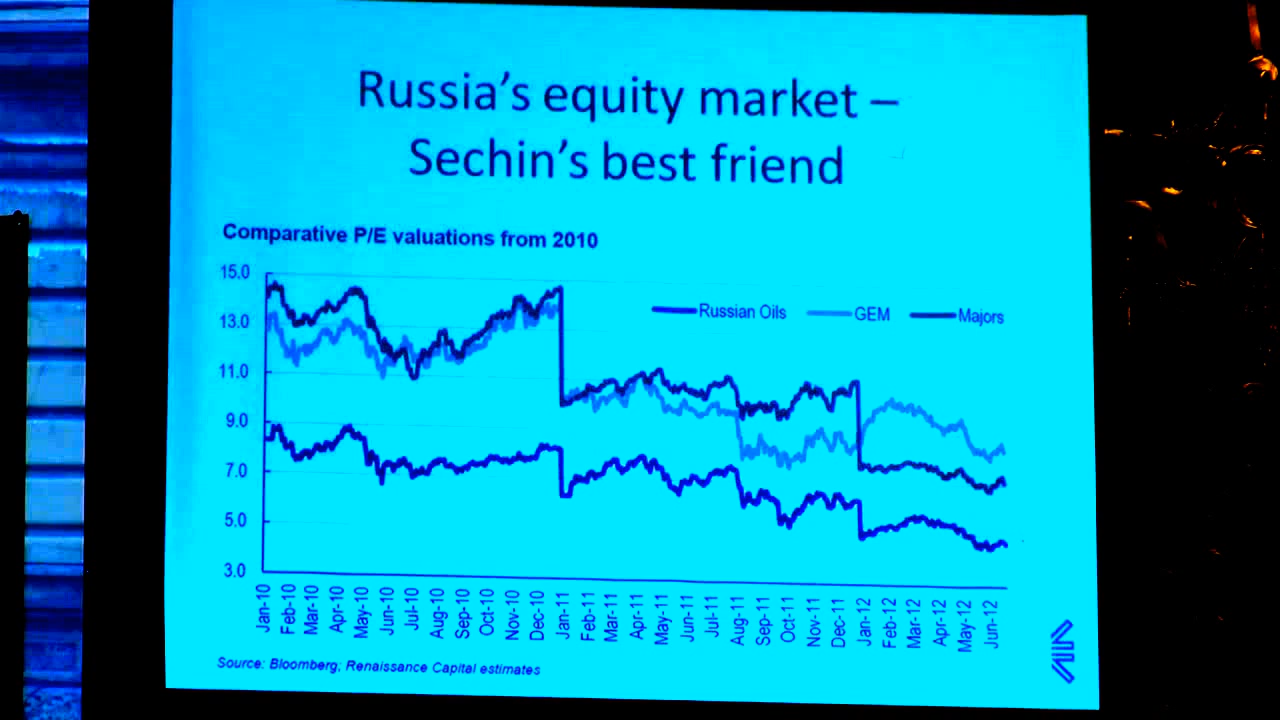 Russia's equity market –
Sechin's best friend
Comparative P/E valuations from 2010
15.0
13.0
11.0
9.0
7.0
5.0
3.0
Russian Oils GEM Majors
Jan-10 Feb-10 Mar-10 Apr-10 May-10 Jun-10 Jul-10 Aug-10 Sep-10 Oct-10 Nov-10 Dec-10 Jan-11 Feb-11 Mar-11 Apr-11 May-11 Jun-11 Jul-11 Aug-11 Sep-11 Oct-11 Nov-11 Dec-11 Jan-12 Feb-12 Mar-12 Apr-12 May-12 Jun-12
Source: Bloomberg; Renaissance Capital estimates